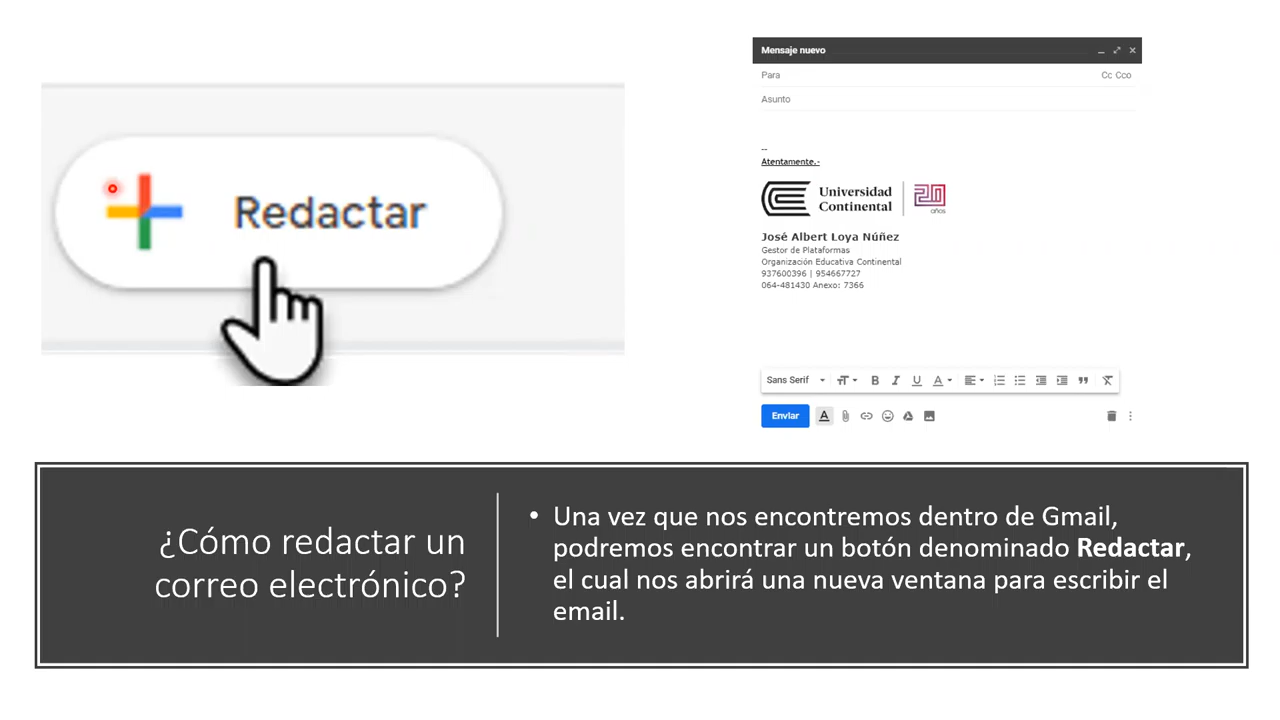 Redactar
Mensaje nuevo
Para
Cc Cco
Asunto
--
Atentamente.-
Universidad
Continental
20
años
José Albert Loya Núñez
Gestor de Plataformas
Organización Educativa Continental
937600396 | 954667727
064-481430 Anexo: 7366
Sans Serif
Enviar
¿Cómo redactar un
correo electrónico?
• Una vez que nos encontremos dentro de Gmail,
podremos encontrar un botón denominado Redactar,
el cual nos abrirá una nueva ventana para escribir el
email.